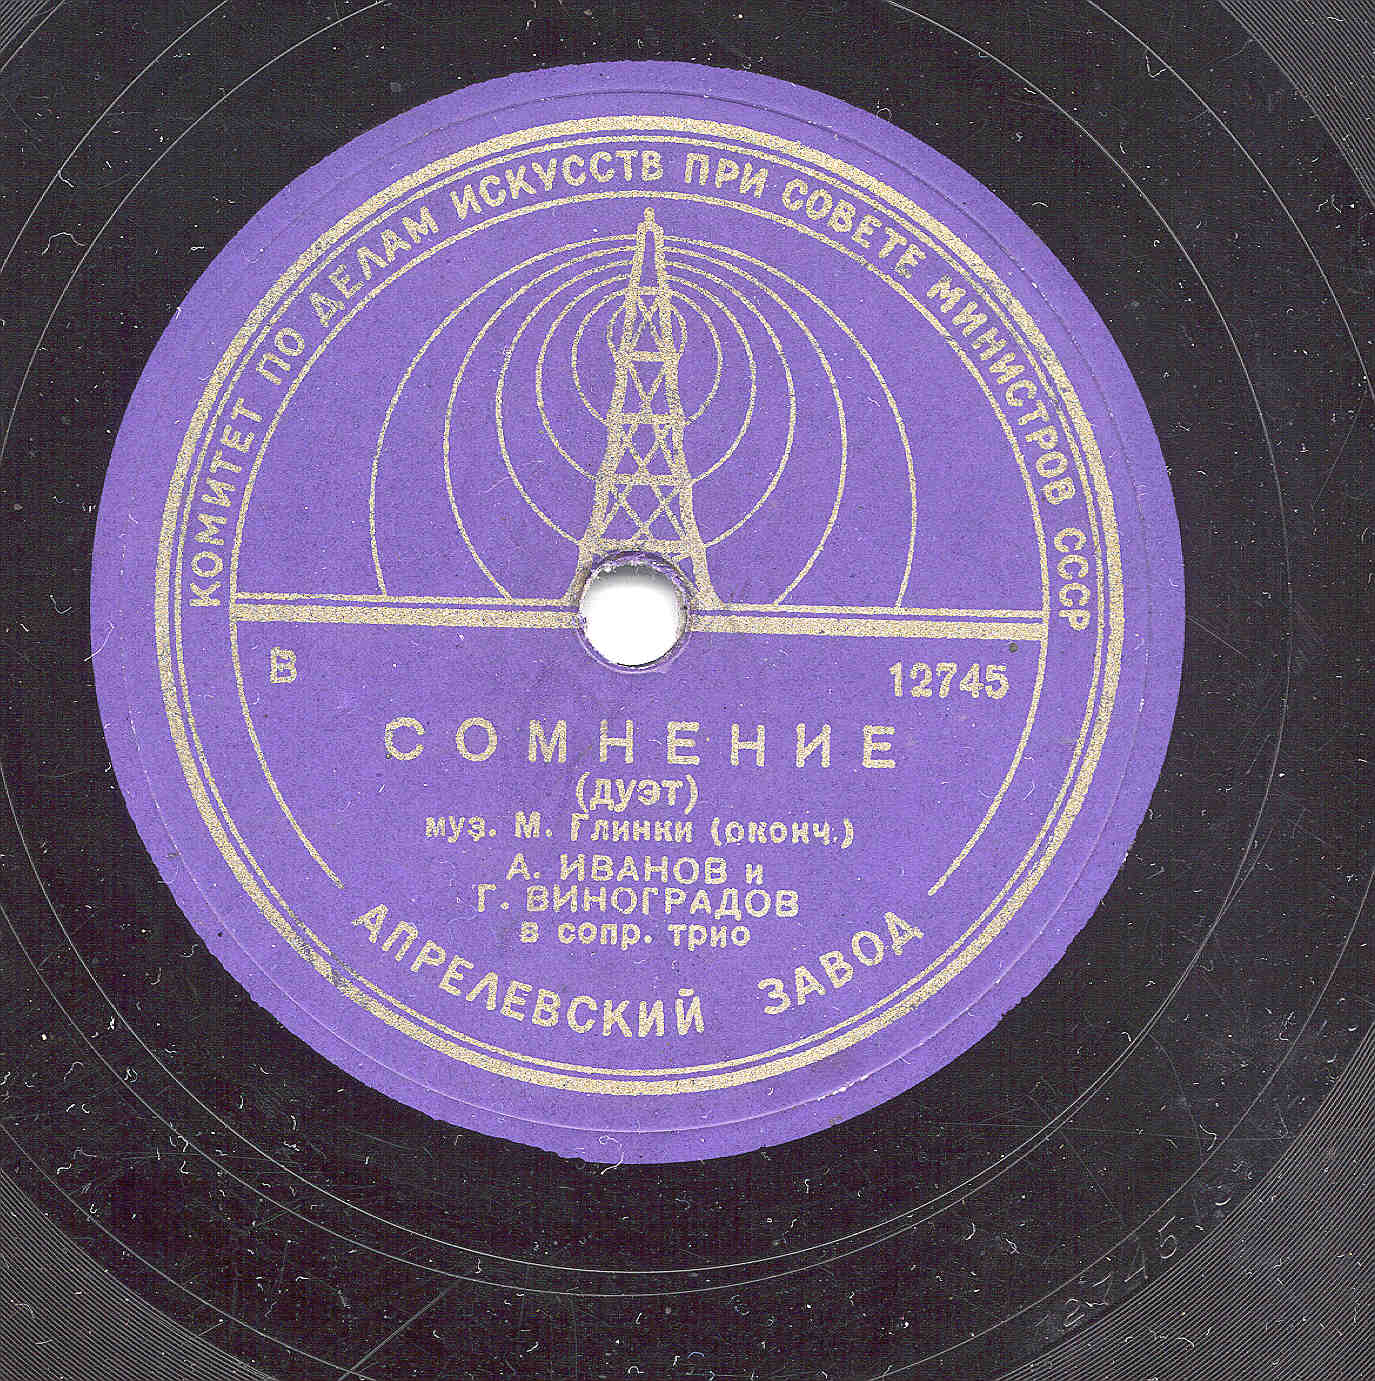 КОМИТЕТ ПО ДЕЛАМ ИСКУССТВ ПРИ СОВЕТЕ МИНИСТРОВ СССР
В 12745
СОМНЕНИЕ
(дуэт)
муз. М. Глинки (оконч.)
А. ИВАНОВ и
Г. ВИНОГРАДОВ
в сопр. трио
АПРЕЛЕВСКИЙ ЗАВОД